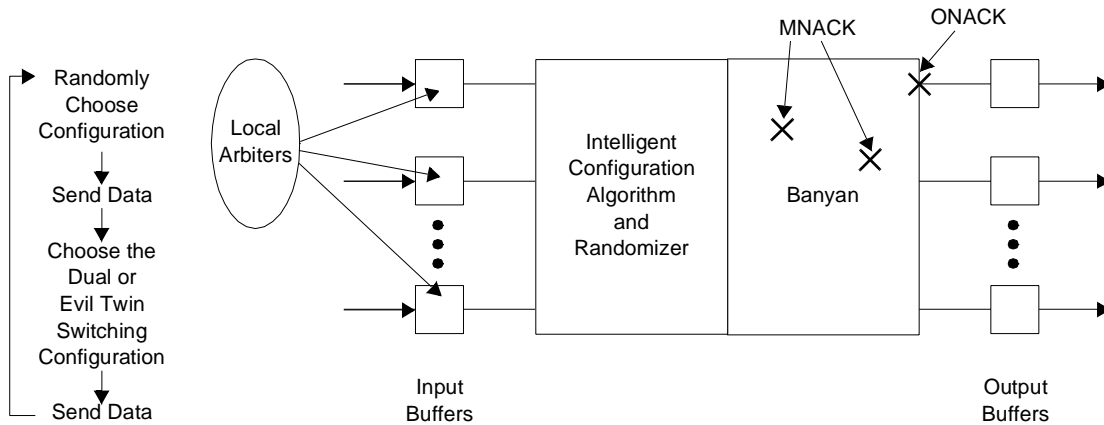 Randomly
Choose
Configuration
Send Data
Choose the
Dual or
Evil Twin
Switching
Configuration
Send Data
Local
Arbiters
Input
Buffers
Intelligent
Configuration
Algorithm
and
Randomizer
MNACK
ONACK
Banyan
Output
Buffers